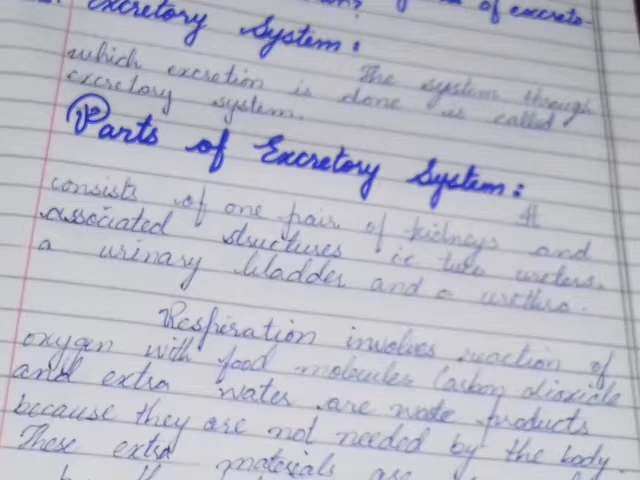 of excreto-
Excretory System:
The system through
which excretion is done is called
excretory system.
Parts of Excretory System:
It
consists of one pair of kidneys and
associated structures ie two ureters.
a urinary bladder and a urethra.
Respiration involves reaction of
oxygen with food molecules Carbon dioxide
and extra water are waste products
because they are not needed by the body.
These extra materials are